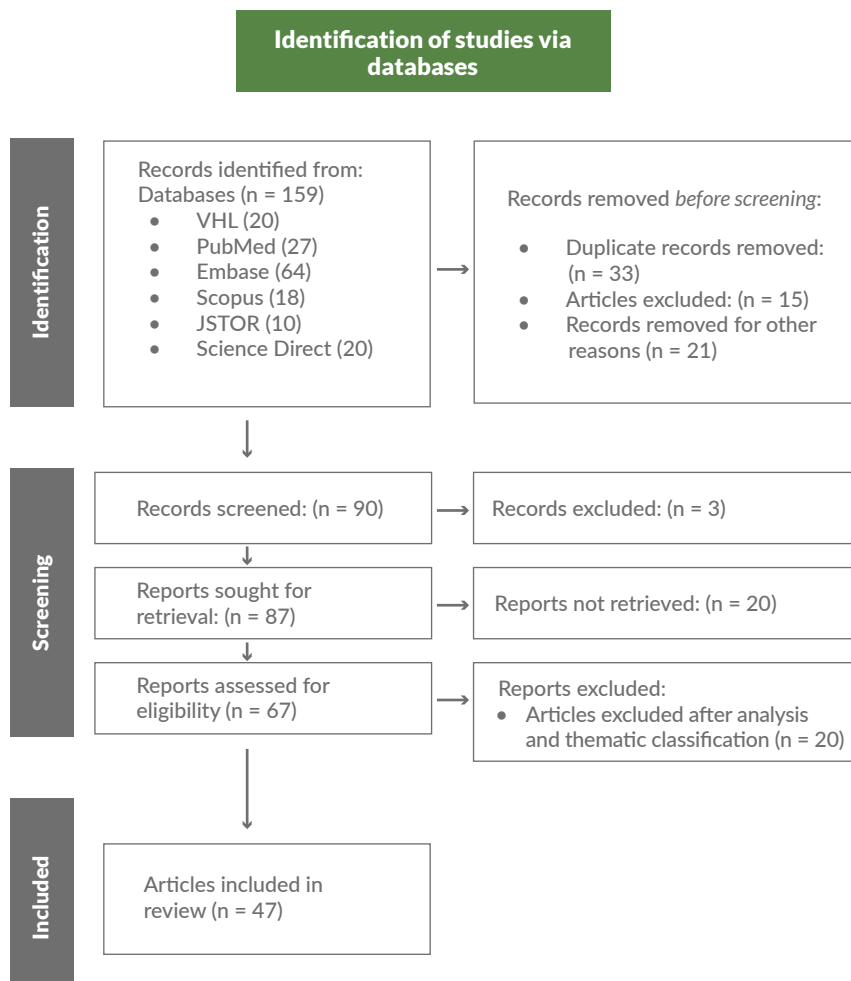 Identification of studies via
databases
Identification
Records identified from:
Databases (n = 159)
• VHL (20)
• PubMed (27)
• Embase (64)
• Scopus (18)
• JSTOR (10)
• Science Direct (20)
Records removed before screening:
• Duplicate records removed:
(n = 33)
• Articles excluded: (n = 15)
• Records removed for other
reasons (n = 21)
Screening
Records screened: (n = 90)
Records excluded: (n = 3)
Reports sought for
retrieval: (n = 87)
Reports not retrieved: (n = 20)
Reports assessed for
eligibility (n = 67)
Reports excluded:
• Articles excluded after analysis
and thematic classification (n = 20)
Included
Articles included in
review (n = 47)